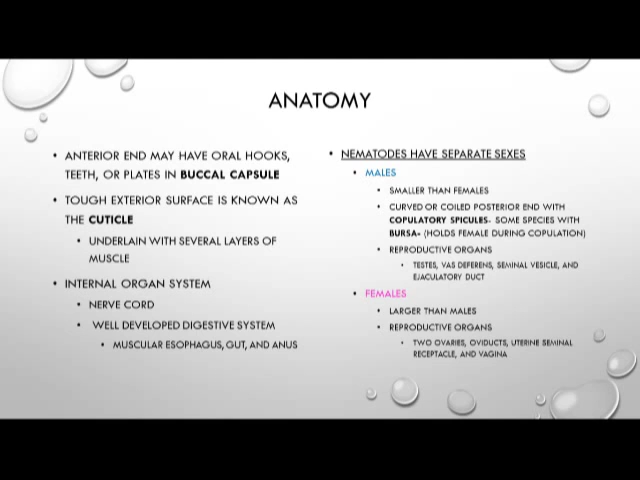 ANATOMY
• ANTERIOR END MAY HAVE ORAL HOOKS,
TEETH, OR PLATES IN BUCCAL CAPSULE
• TOUGH EXTERIOR SURFACE IS KNOWN AS
THE CUTICLE
• UNDERLAIN WITH SEVERAL LAYERS OF
MUSCLE
• INTERNAL ORGAN SYSTEM
• NERVE CORD
• WELL DEVELOPED DIGESTIVE SYSTEM
• MUSCULAR ESOPHAGUS, GUT, AND ANUS
• NEMATODES HAVE SEPARATE SEXES
• MALES
• SMALLER THAN FEMALES
• CURVED OR COILED POSTERIOR END WITH
COPULATORY SPICULES- SOME SPECIES WITH
BURSA- (HOLDS FEMALE DURING COPULATION)
• REPRODUCTIVE ORGANS
• TESTES, VAS DEFERENS, SEMINAL VESICLE, AND
EJACULATORY DUCT
• FEMALES
• LARGER THAN MALES
• REPRODUCTIVE ORGANS
• TWO OVARIES, OVIDUCTS, UTERINE SEMINAL
RECEPTACLE, AND VAGINA